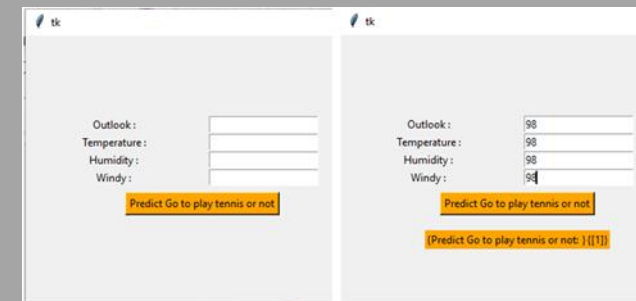 tk
Outlook :
Temperature :
Humidity :
Windy :
Predict Go to play tennis or not
tk
Outlook : 98
Temperature : 98
Humidity : 98
Windy : 98
Predict Go to play tennis or not
{Predict Go to play tennis or not: } {[1]}